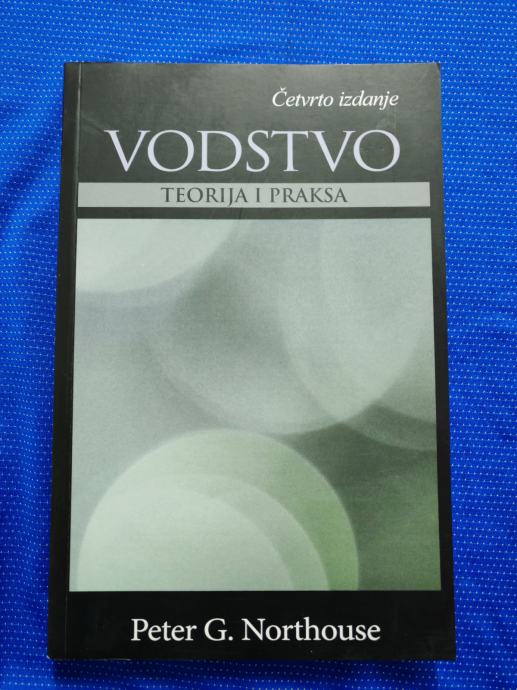 Četvrto izdanje
VODSTVO
TEORIJA I PRAKSA
Peter G. Northouse